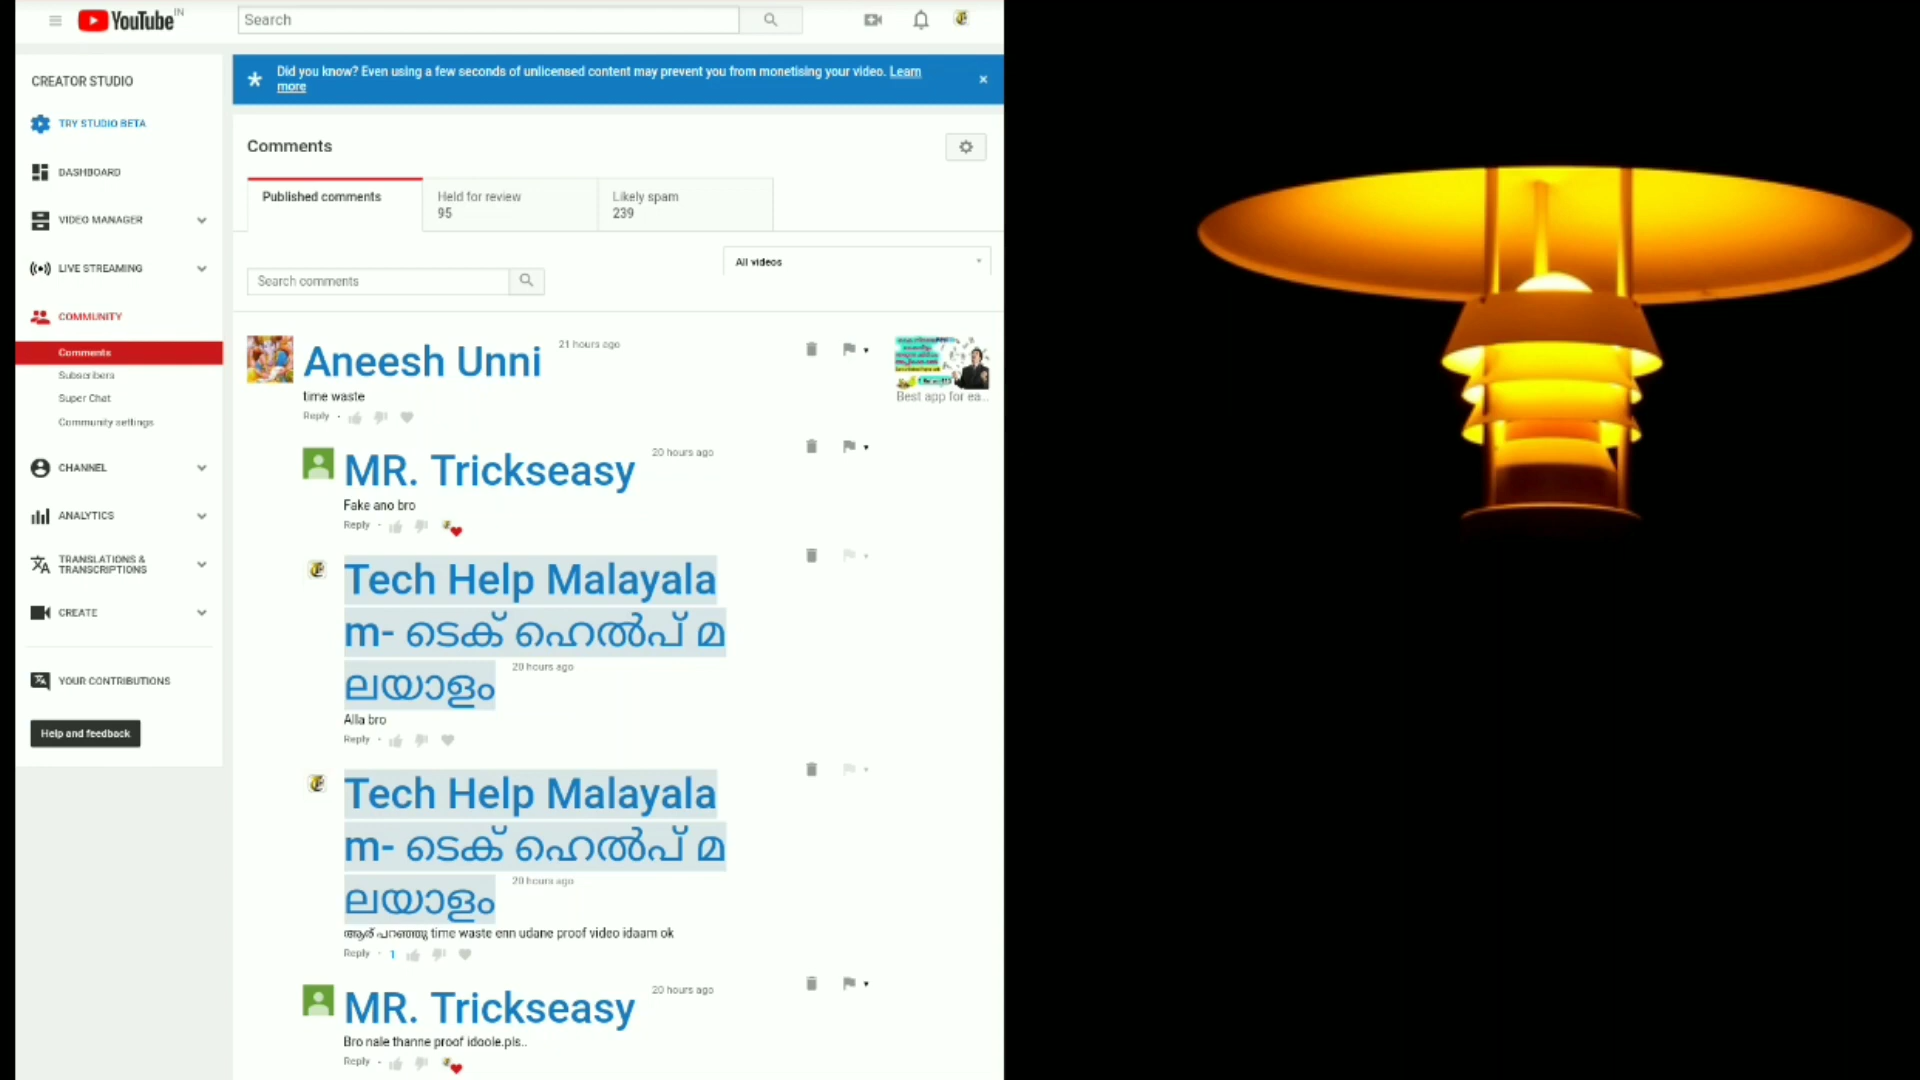 YouTube IN
Search
CREATOR STUDIO
TRY STUDIO BETA
DASHBOARD
VIDEO MANAGER
LIVE STREAMING
COMMUNITY
Comments
Subscribers
Super Chat
Community settings
CHANNEL
ANALYTICS
TRANSLATIONS &
TRANSCRIPTIONS
CREATE
YOUR CONTRIBUTIONS
Help and feedback
Did you know? Even using a few seconds of unlicensed content may prevent you from monetising your video. Learn
more
Comments
Published comments
Held for review
95
Likely spam
239
All videos
Search comments
Aneesh Unni 21 hours ago
time waste
Reply
Best app for ea...
MR. Trickseasy 20 hours ago
Fake ano bro
Reply
Tech Help Malayala
m- ടെക് ഹെൽപ് മ
ലയാളം 20 hours ago
Alla bro
Reply
Tech Help Malayala
m- ടെക് ഹെൽപ് മ
ലയാളം 20 hours ago
ആര് പറഞ്ഞു time waste enn udane proof video idaam ok
Reply 1
MR. Trickseasy 20 hours ago
Bro nale thanne proof idoole.pls..
Reply